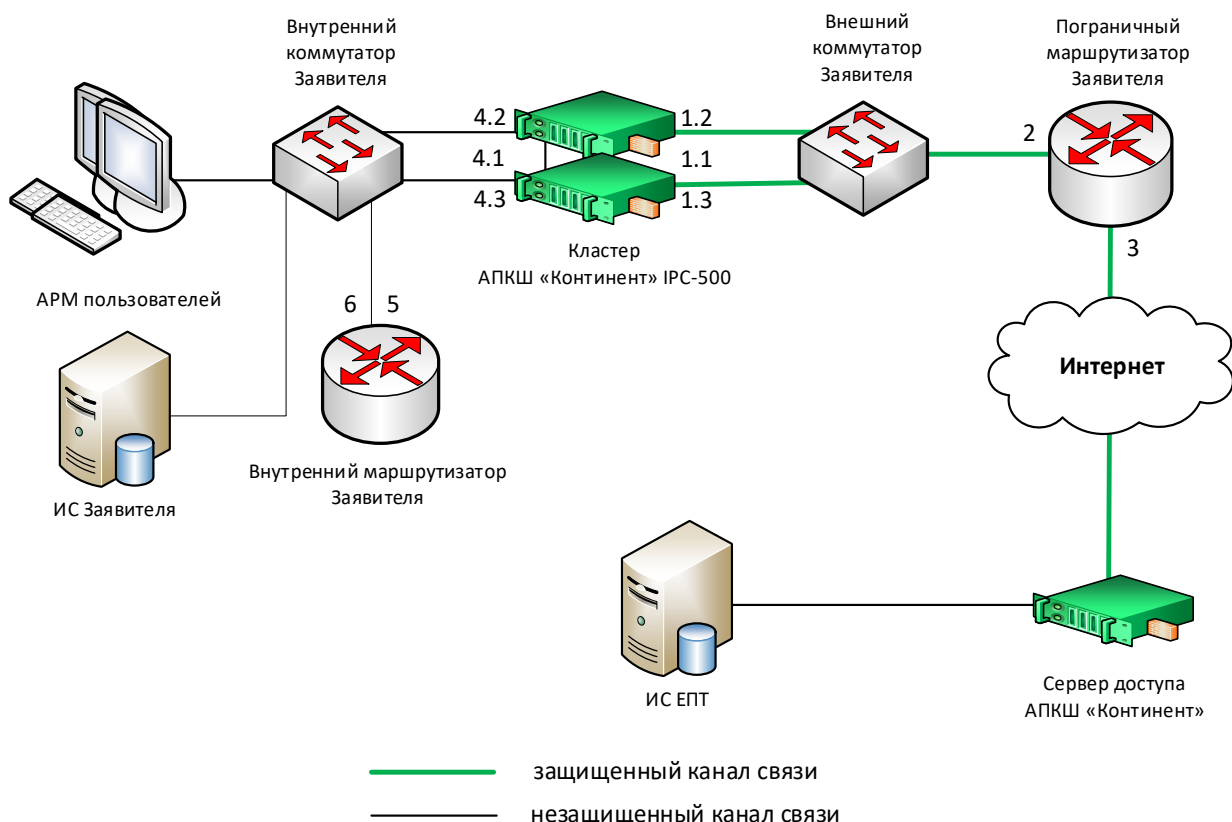 Внутренний
коммутатор
Заявителя
Внешний
коммутатор
Заявителя
Пограничный
маршрутизатор
Заявителя
4.2
1.2
4.1
1.1
2
4.3
1.3
Кластер
АПКШ «Континент» IPC-500
3
АРМ пользователей
6
5
Интернет
Внутренний маршрутизатор
Заявителя
ИС Заявителя
ИС ЕПТ
Сервер доступа
АПКШ «Континент»
защищенный канал связи
незащищенный канал связи